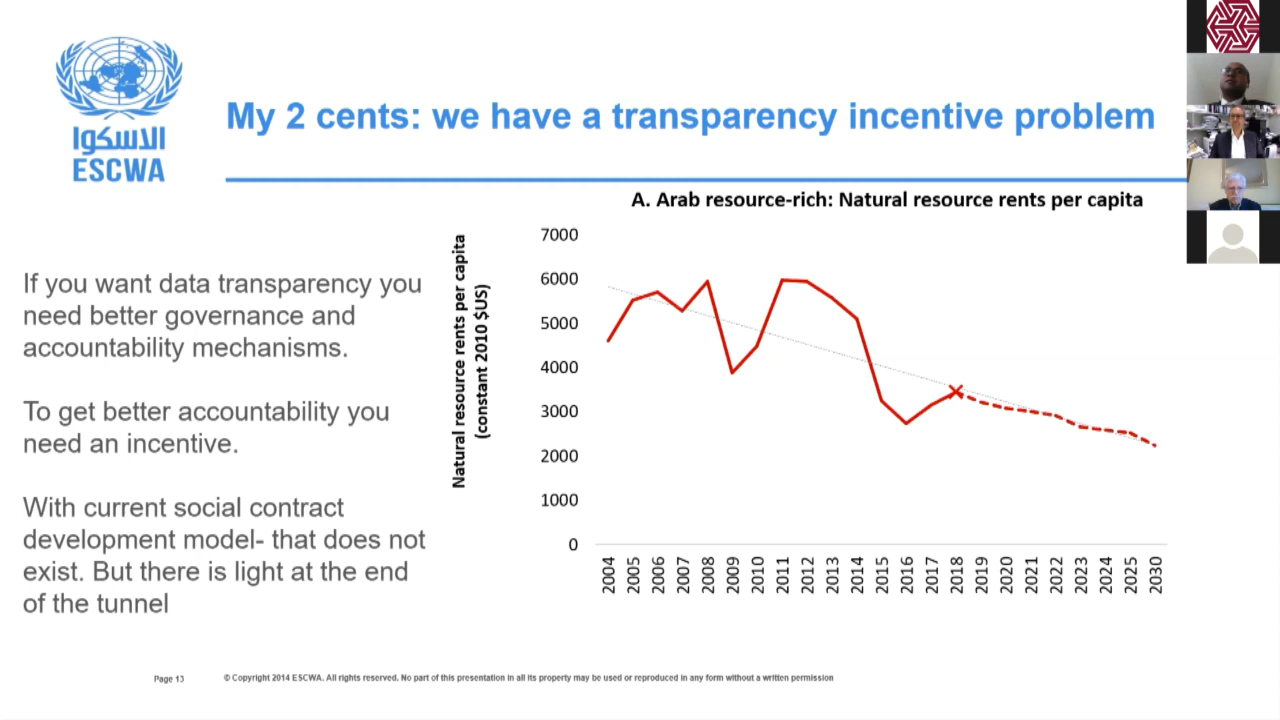 الاسكوا
ESCWA
My 2 cents: we have a transparency incentive problem
If you want data transparency you
need better governance and
accountability mechanisms.
To get better accountability you
need an incentive.
With current social contract
development model- that does not
exist. But there is light at the end
of the tunnel
A. Arab resource-rich: Natural resource rents per capita
Natural resource rents per capita
(constant 2010 $US)
7000
6000
5000
4000
3000
2000
1000
0
2004 2005 2006 2007 2008 2009 2010 2011 2012 2013 2014 2015 2016 2017 2018 2019 2020 2021 2022 2023 2024 2025 2030
Page 13
© Copyright 2014 ESCWA. All rights reserved. No part of this presentation in all its property may be used or reproduced in any form without a written permission